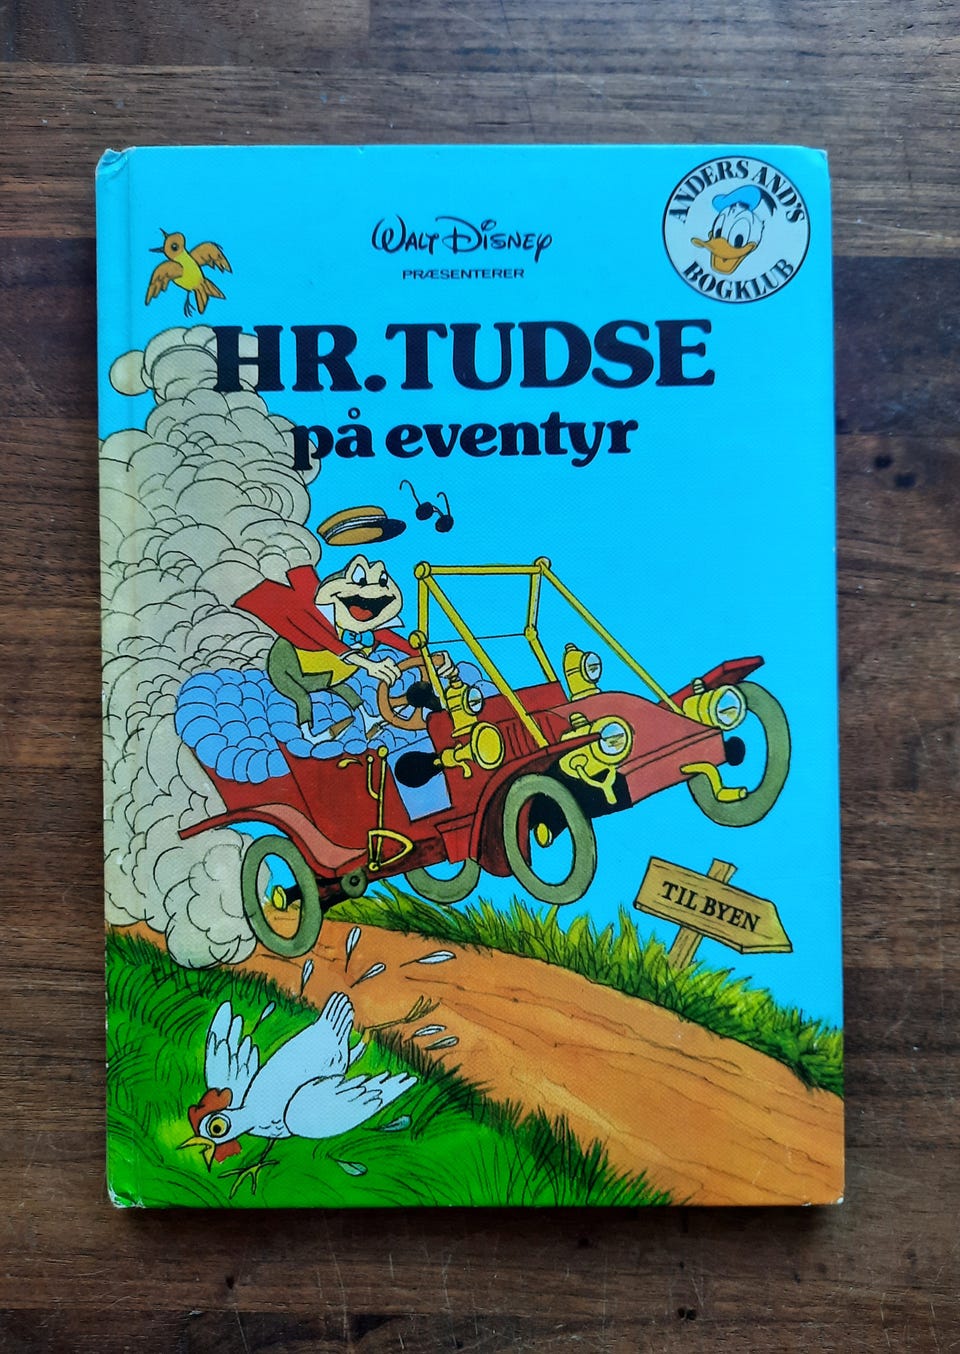 ANDERS AND'S
BOGKLUB
WALT DISNEY
PRÆSENTERER
HR. TUDSE
på eventyr
TIL BYEN